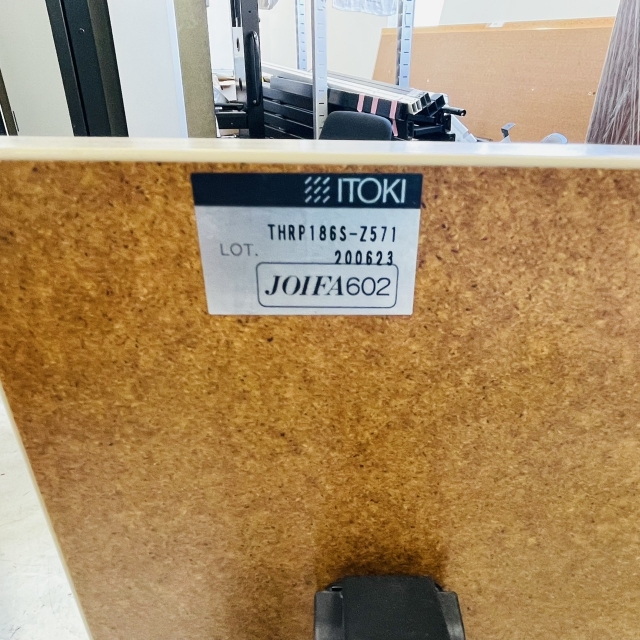 ITOKI
THRP186S-Z571
LOT. 200623
JOIFA602